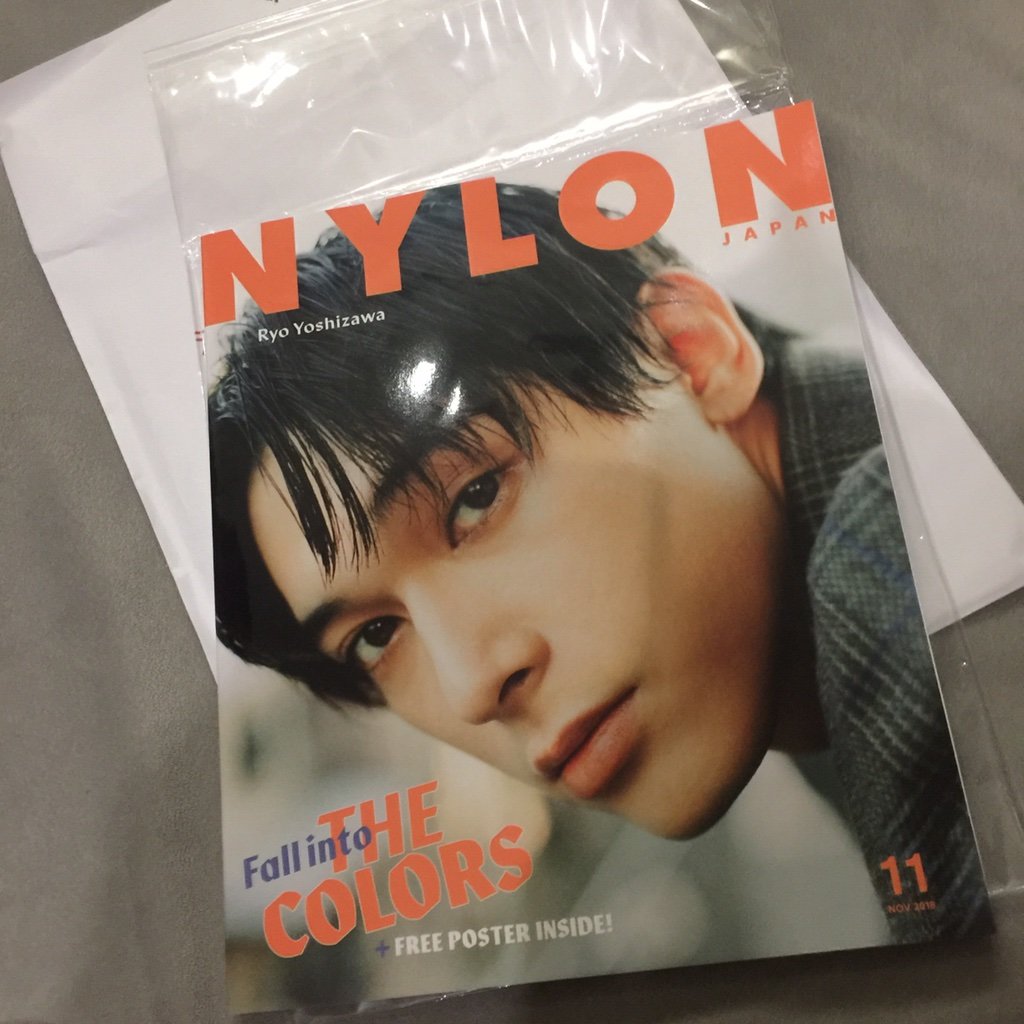 NYLON
JAPAN
Ryo Yoshizawa
Fall into THE
COLORS
+ FREE POSTER INSIDE!
11
NOV 2018